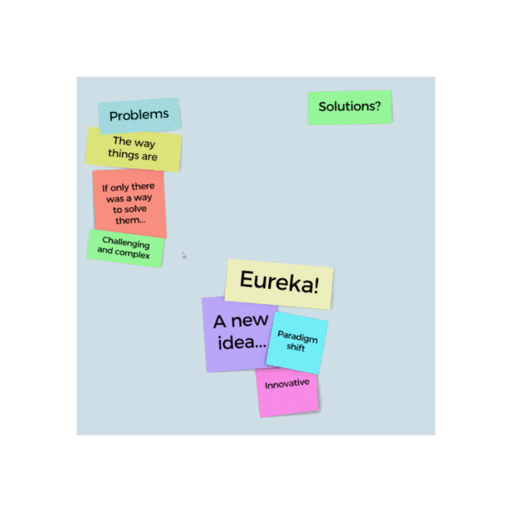 Problems
The way
things are
If only there
was a way
to solve
them...
Challenging
and complex
Solutions?
Eureka!
A new
idea...
Paradigm
shift
Innovative